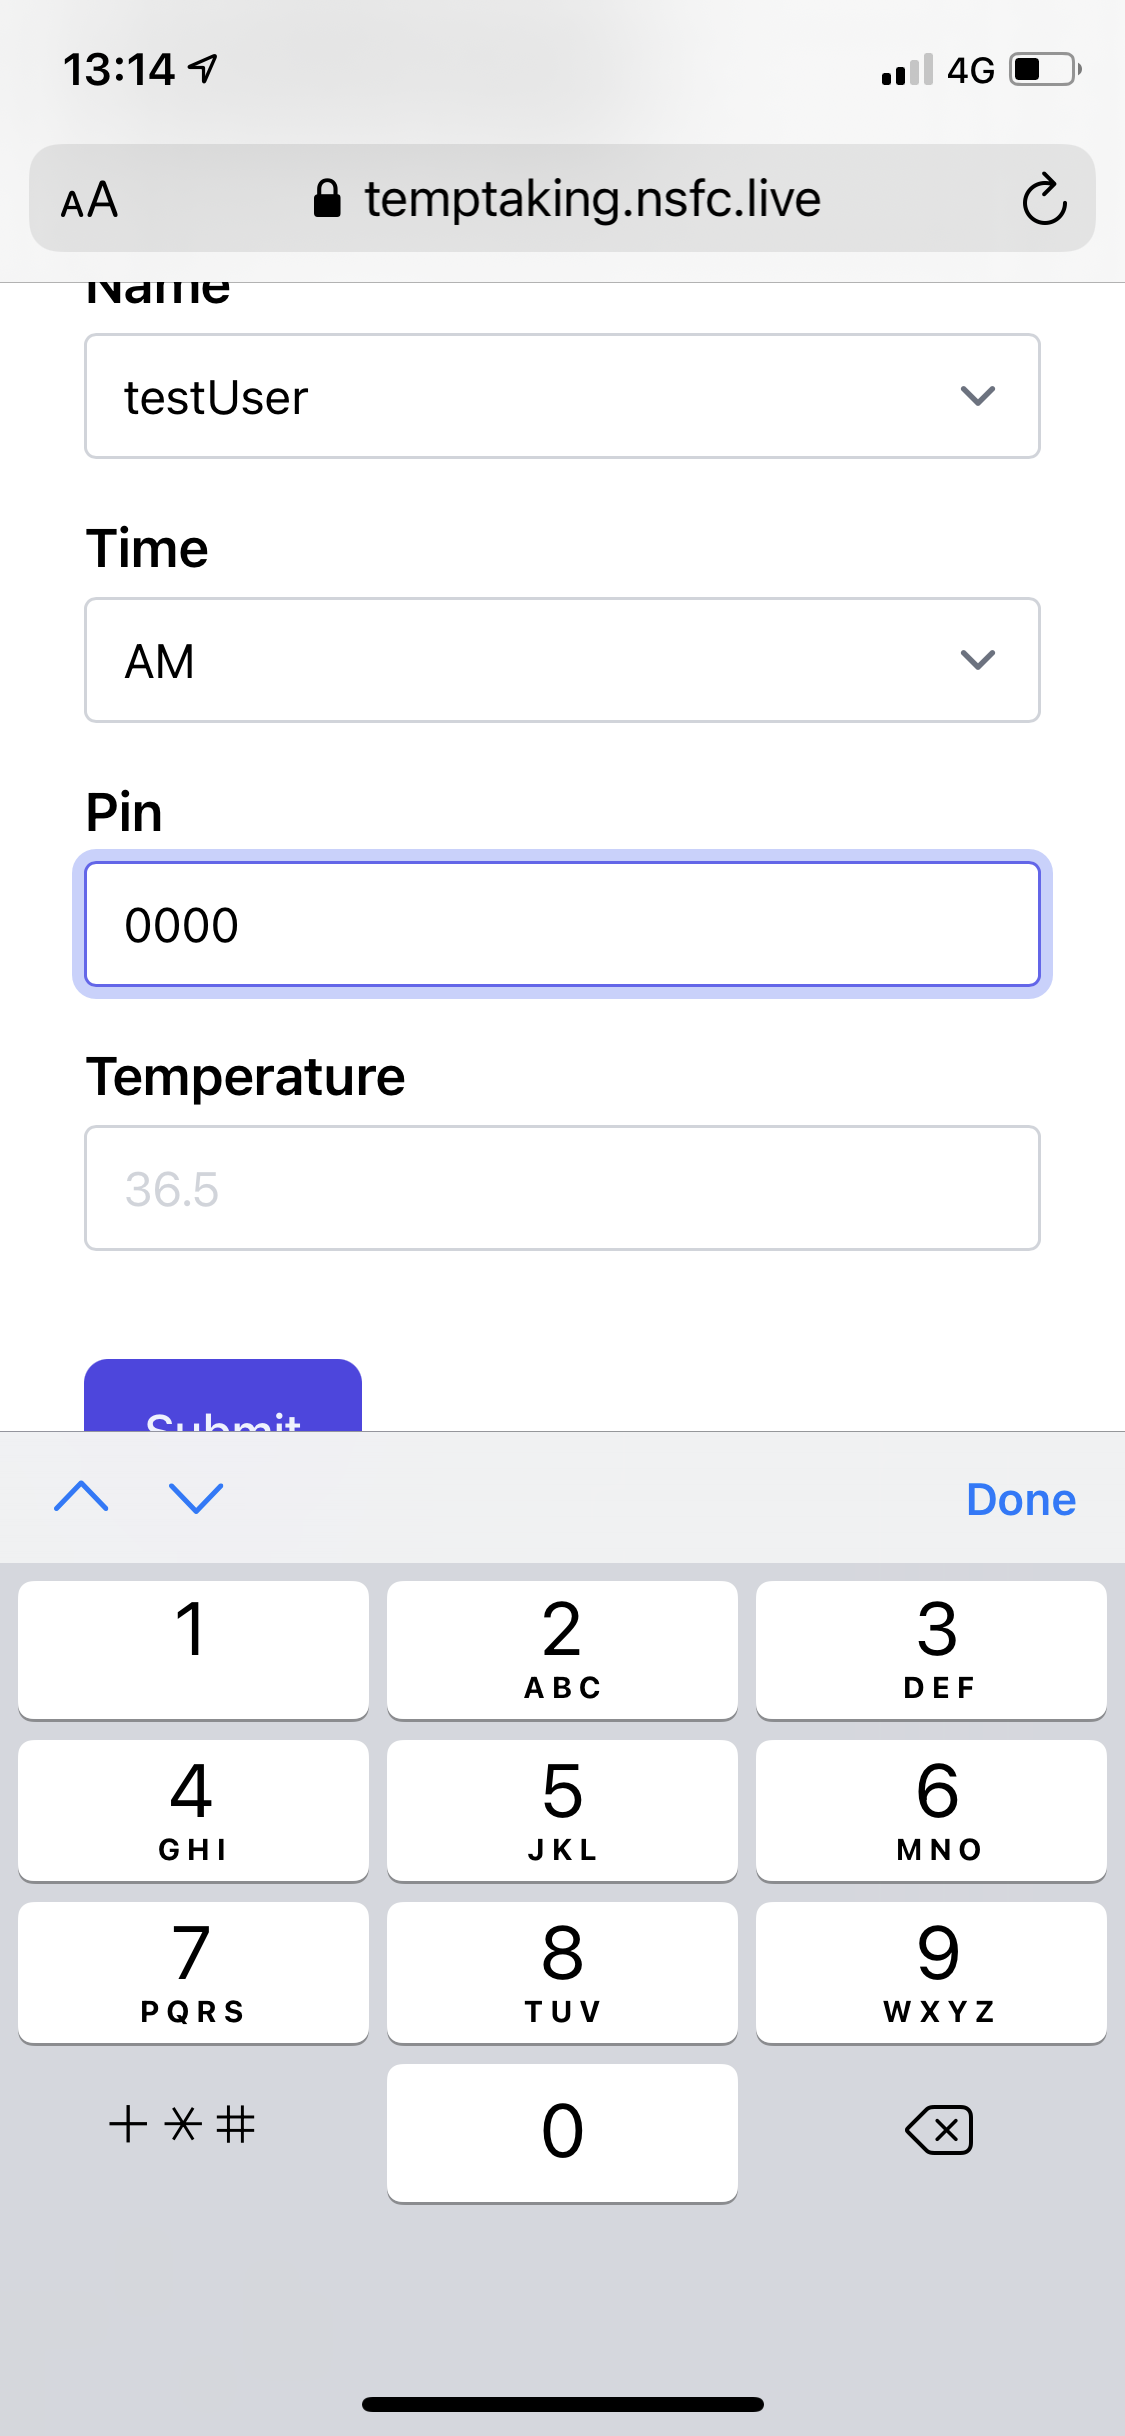 13:14 4G
AA temptaking.nsfc.live
Name
testUser
Time
AM
Pin
0000
Temperature
36.5
Submit
Done
1 2 3
ABC DEF
4 5 6
GHI JKL MNO
7 8 9
PQRS TUV WXYZ
+*# 0